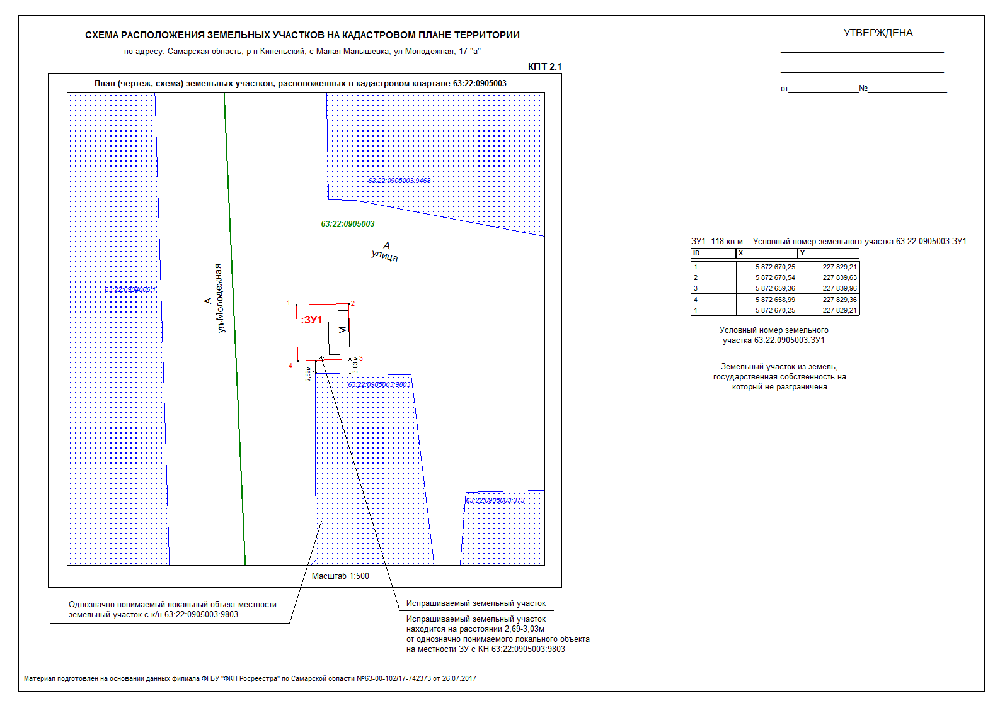 СХЕМА РАСПОЛОЖЕНИЯ ЗЕМЕЛЬНЫХ УЧАСТКОВ НА КАДАСТРОВОМ ПЛАНЕ ТЕРРИТОРИИ
по адресу: Самарская область, р-н Кинельский, с Малая Малышевка, ул Молодежная, 17 "а"
УТВЕРЖДЕНА:
от №
КПТ 2.1
План (чертеж, схема) земельных участков, расположенных в кадастровом квартале 63:22:0905003
63:22:0905003:9468
63:22:0905003
А
улица
А
ул.Молодежная
63:22:0904006:1
1
2
:ЗУ1
М
3
4
2,69м
3.03 м
63:22:0905003:9803
63:22:0905003:373
Масштаб 1:500
:ЗУ1=118 кв.м. - Условный номер земельного участка 63:22:0905003:ЗУ1
ID X Y
1 5 872 670,25 227 829,21
2 5 872 670,54 227 839,63
3 5 872 659,36 227 839,96
4 5 872 658,99 227 829,36
1 5 872 670,25 227 829,21
Условный номер земельного
участка 63:22:0905003:ЗУ1
Земельный участок из земель,
государственная собственность на
который не разграничена
Однозначно понимаемый локальный объект местности
земельный участок с к/н 63:22:0905003:9803
Испрашиваемый земельный участок
Испрашиваемый земельный участок
находится на расстоянии 2,69-3,03м
от однозначно понимаемого локального объекта
на местности ЗУ с КН 63:22:0905003:9803
Материал подготовлен на основании данных филиала ФГБУ "ФКП Росреестра" по Самарской области №63-00-102/17-742373 от 26.07.2017